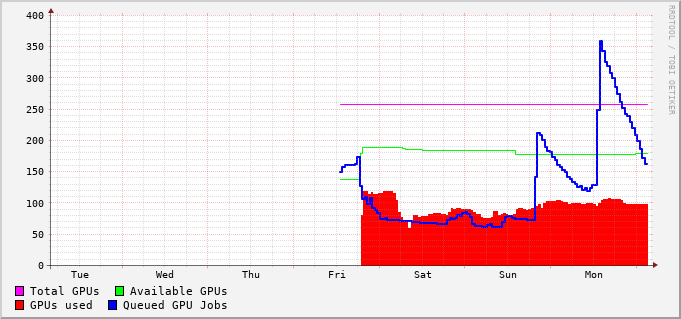 400
350
300
250
200
150
100
50
0
Tue Wed Thu Fri Sat Sun Mon
Total GPUs Available GPUs
GPUs used Queued GPU Jobs
RRDTOOL / TOBI OETIKER